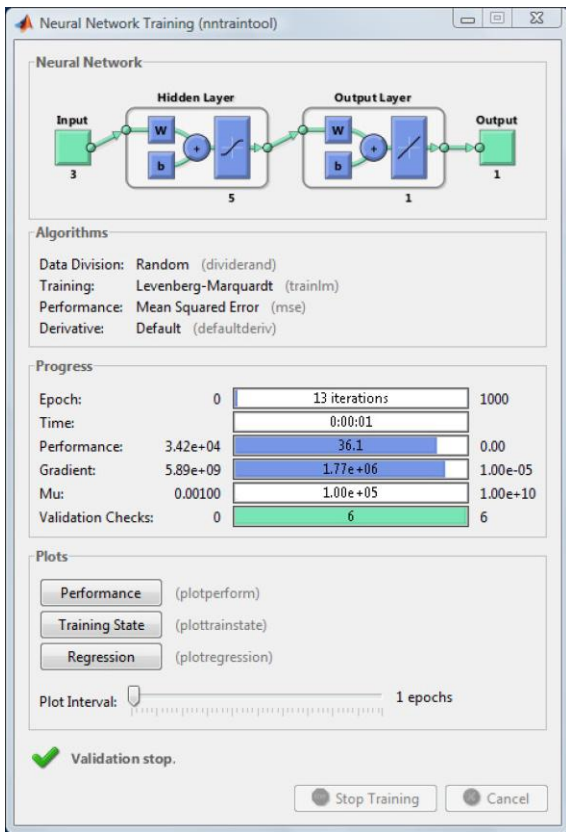 Neural Network Training (nntraintool)
Neural Network
Hidden Layer
Output Layer
Input
Output
W
b
+
W
b
+
3
5
1
1
Algorithms
Data Division: Random (dividerand)
Training: Levenberg-Marquardt (trainlm)
Performance: Mean Squared Error (mse)
Derivative: Default (defaultderiv)
Progress
Epoch: 0 13 iterations 1000
Time: 0:00:01
Performance: 3.42e+04 36.1 0.00
Gradient: 5.89e+09 1.77e+06 1.00e-05
Mu: 0.00100 1.00e+05 1.00e+10
Validation Checks: 0 6 6
Plots
Performance (plotperform)
Training State (plottrainstate)
Regression (plotregression)
Plot Interval: 1 epochs
Validation stop.
Stop Training Cancel